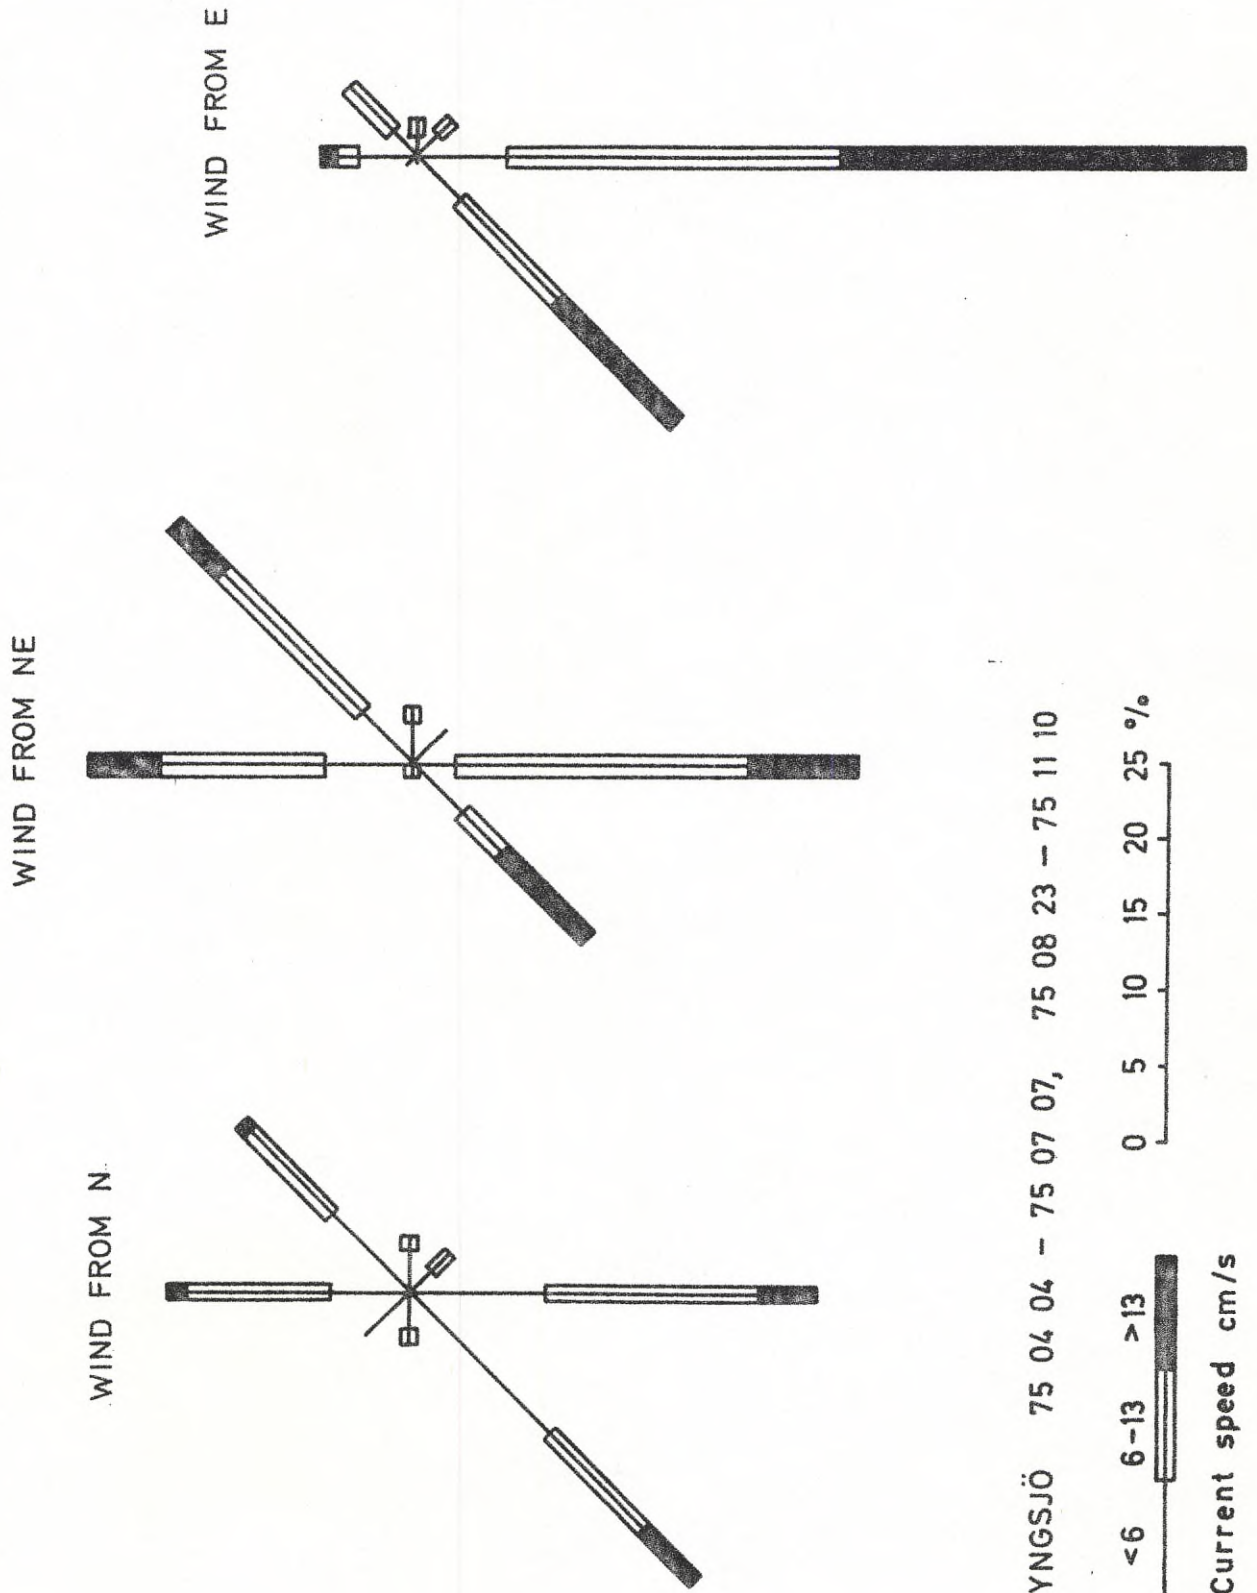 WIND FROM N
WIND FROM NE
WIND FROM E
YNGSJÖ 75 04 04 – 75 07 07, 75 08 23 – 75 11 10
<6 6–13 >13
0 5 10 15 20 25 %
Current speed cm/s